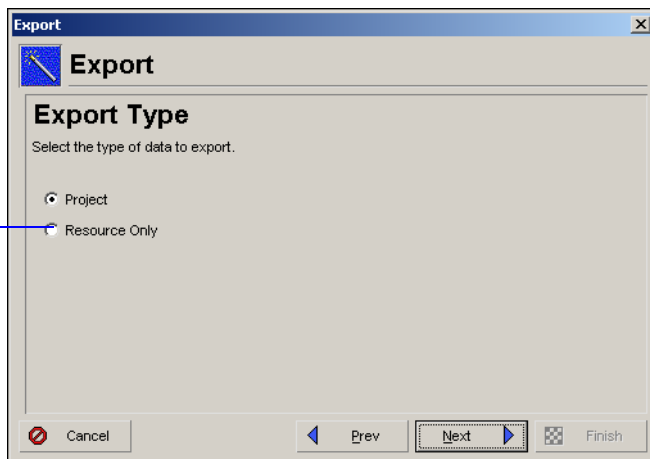 Export
Export
Export Type
Select the type of data to export.
Project
Resource Only
Cancel
Prev
Next
Finish